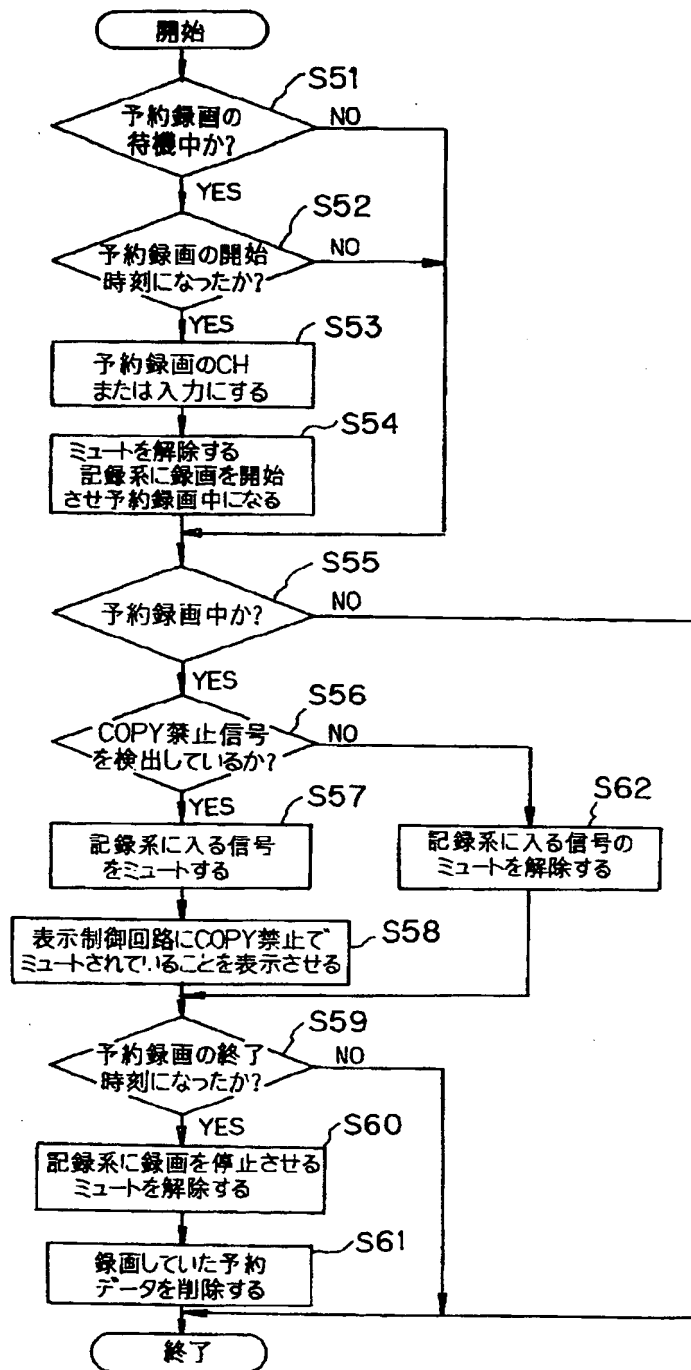 開始
S51
予約録画の
待機中か?
NO
YES
S52
予約録画の開始
時刻になったか?
NO
YES
S53
予約録画のCH
または入力にする
S54
ミュートを解除する
記録系に録画を開始
させ予約録画中になる
S55
予約録画中か?
NO
YES
S56
COPY禁止信号
を検出しているか?
NO
YES
S57
記録系に入る信号
をミュートする
S62
記録系に入る信号の
ミュートを解除する
S58
表示制御回路にCOPY禁止で
ミュートされていることを表示させる
S59
予約録画の終了
時刻になったか?
NO
YES
S60
記録系に録画を停止させる
ミュートを解除する
S61
録画していた予約
データを削除する
終了